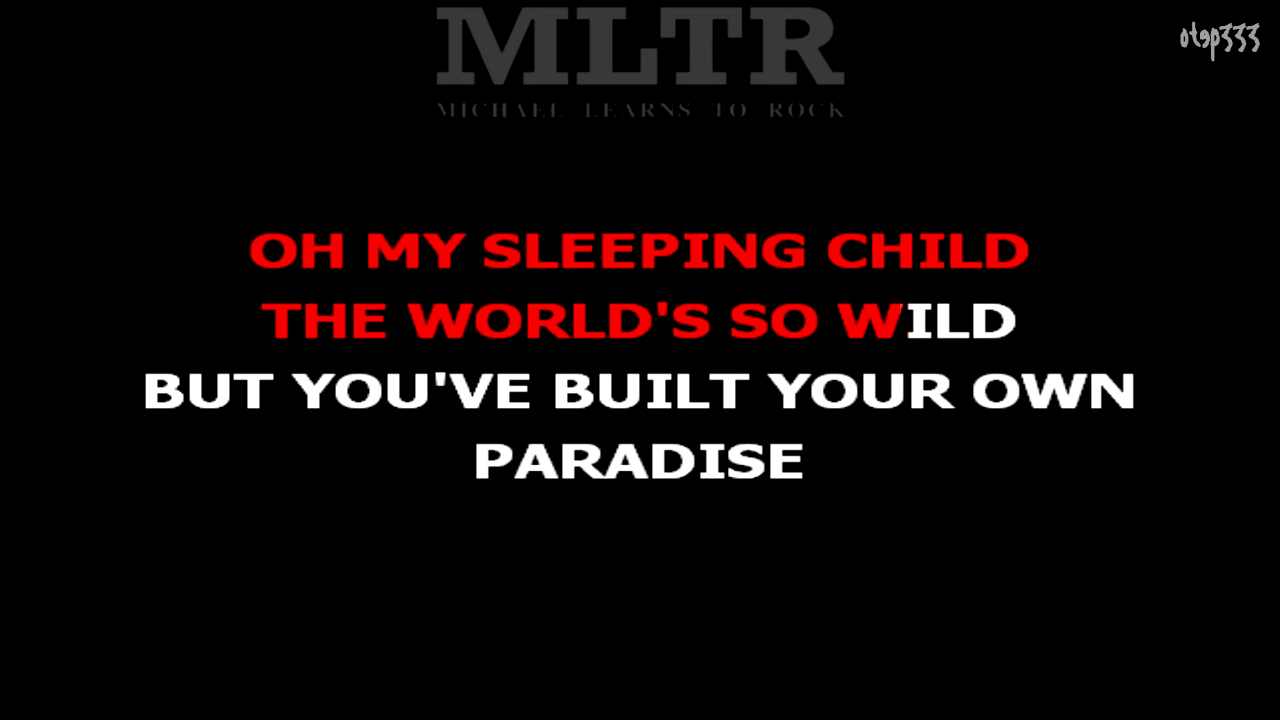 MLTR
MICHAEL LEARNS TO ROCK
otep333
OH MY SLEEPING CHILD
THE WORLD'S SO WILD
BUT YOU'VE BUILT YOUR OWN
PARADISE